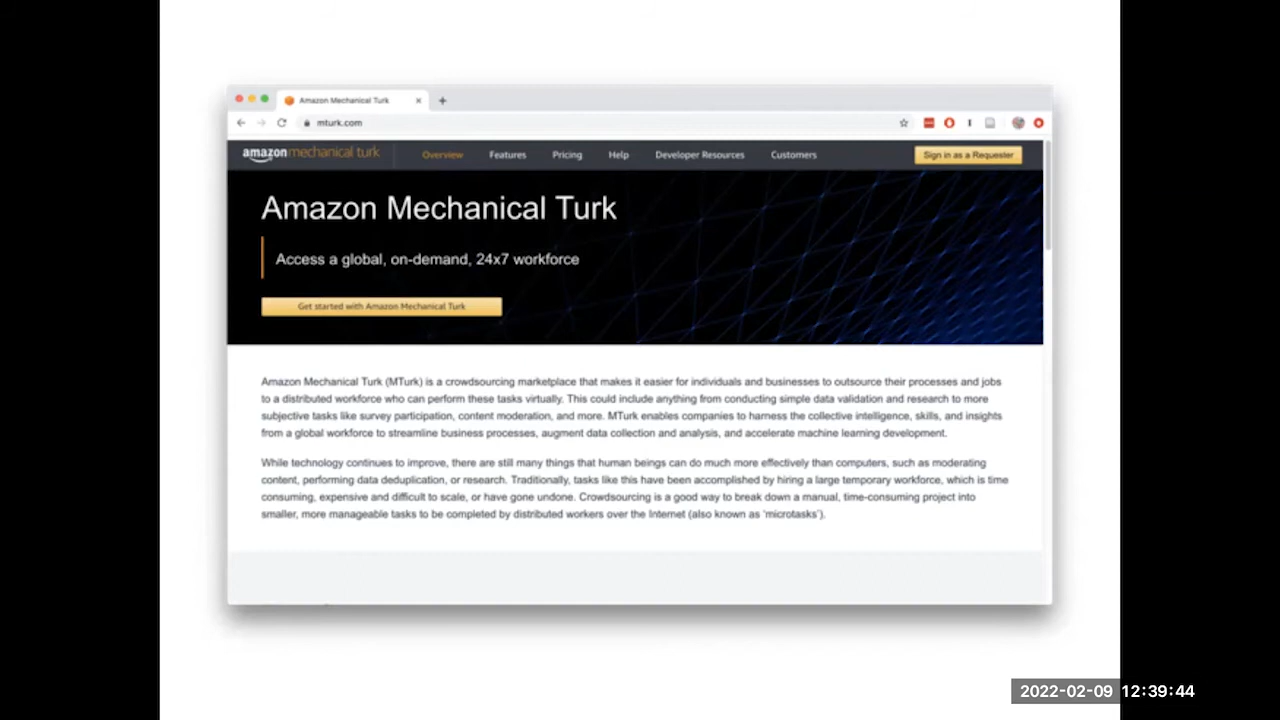 Amazon Mechanical Turk
mturk.com
amazon mechanical turk Overview Features Pricing Help Developer Resources Customers Sign in as a Requester
Amazon Mechanical Turk
Access a global, on-demand, 24x7 workforce
Get started with Amazon Mechanical Turk
Amazon Mechanical Turk (MTurk) is a crowdsourcing marketplace that makes it easier for individuals and businesses to outsource their processes and jobs
to a distributed workforce who can perform these tasks virtually. This could include anything from conducting simple data validation and research to more
subjective tasks like survey participation, content moderation, and more. MTurk enables companies to harness the collective intelligence, skills, and insights
from a global workforce to streamline business processes, augment data collection and analysis, and accelerate machine learning development.
While technology continues to improve, there are still many things that human beings can do much more effectively than computers, such as moderating
content, performing data deduplication, or research. Traditionally, tasks like this have been accomplished by hiring a large temporary workforce, which is time
consuming, expensive and difficult to scale, or have gone undone. Crowdsourcing is a good way to break down a manual, time-consuming project into
smaller, more manageable tasks to be completed by distributed workers over the Internet (also known as ‘microtasks’).
2022-02-09 12:39:44